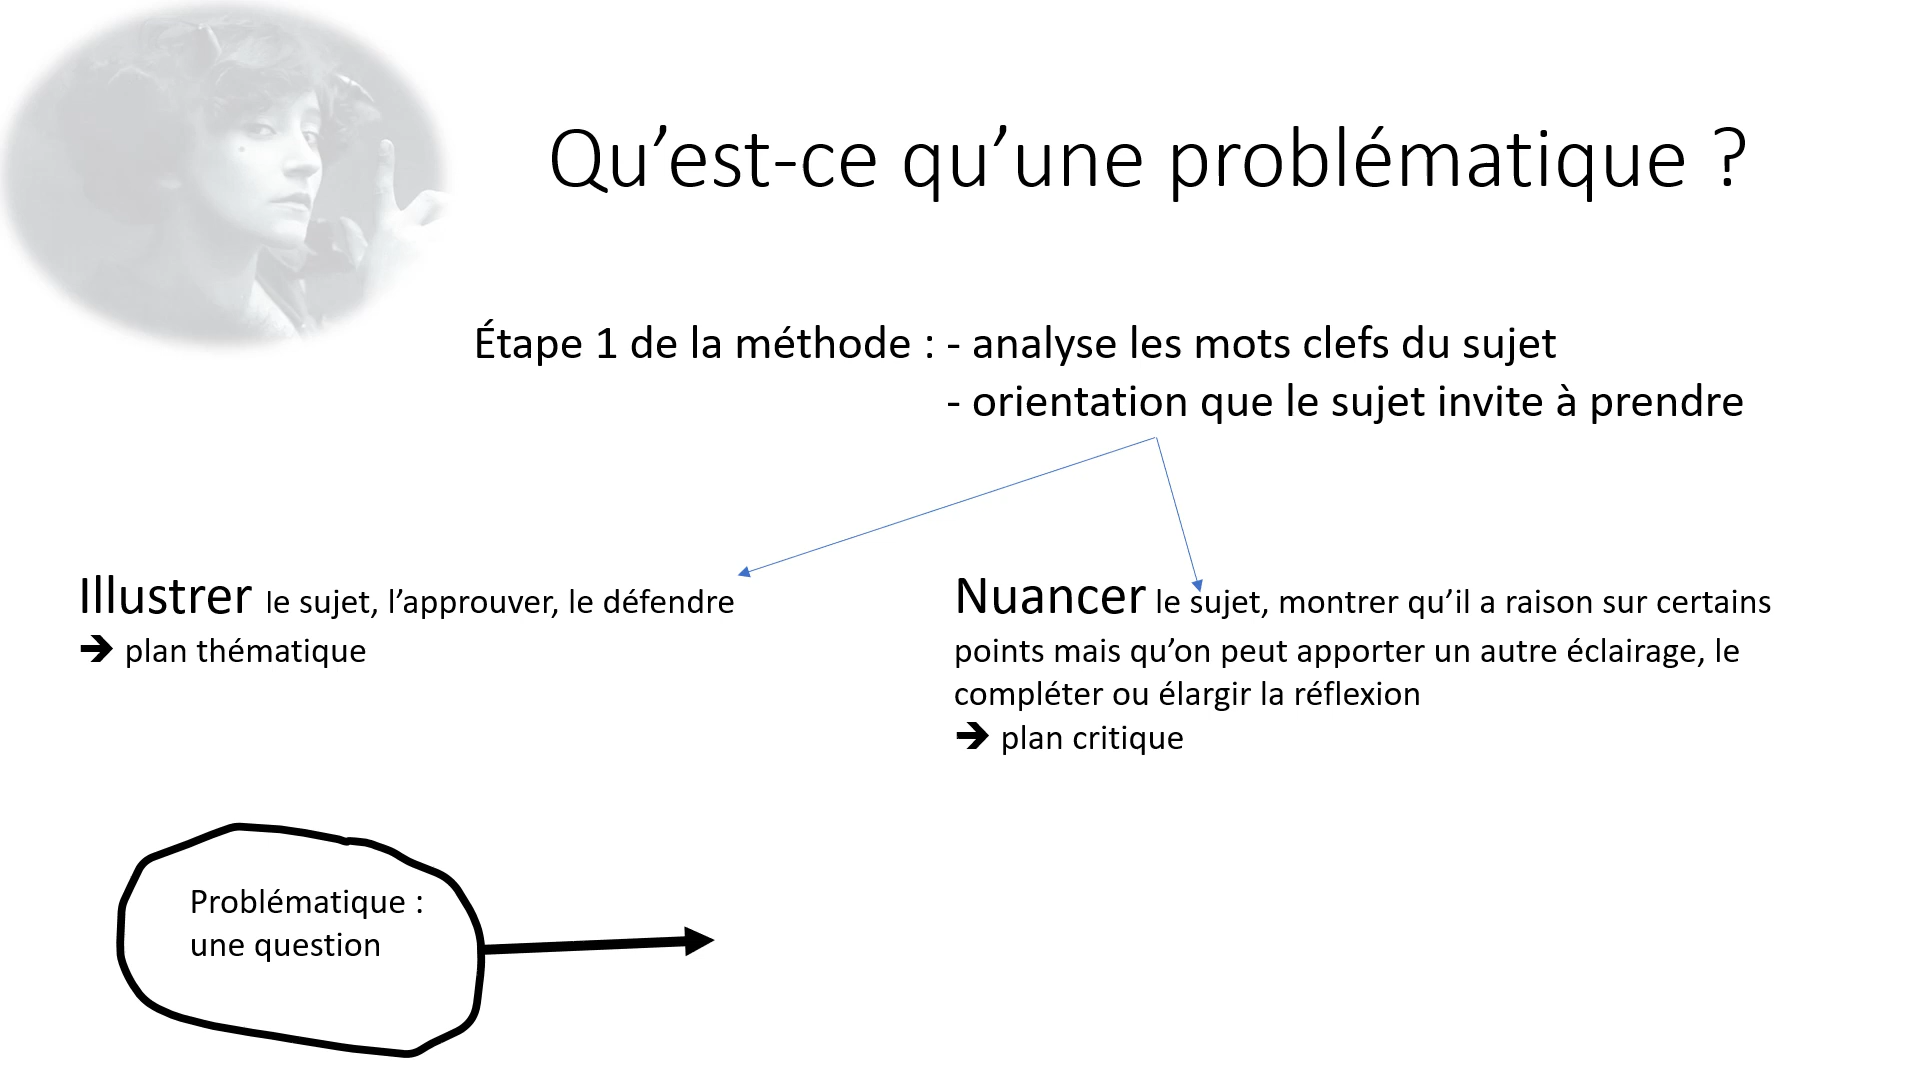 Qu’est-ce qu’une problématique ?
Étape 1 de la méthode : - analyse les mots clefs du sujet
- orientation que le sujet invite à prendre
Illustrer le sujet, l’approuver, le défendre
➔ plan thématique
Nuancer le sujet, montrer qu’il a raison sur certains
points mais qu’on peut apporter un autre éclairage, le
compléter ou élargir la réflexion
➔ plan critique
Problématique :
une question